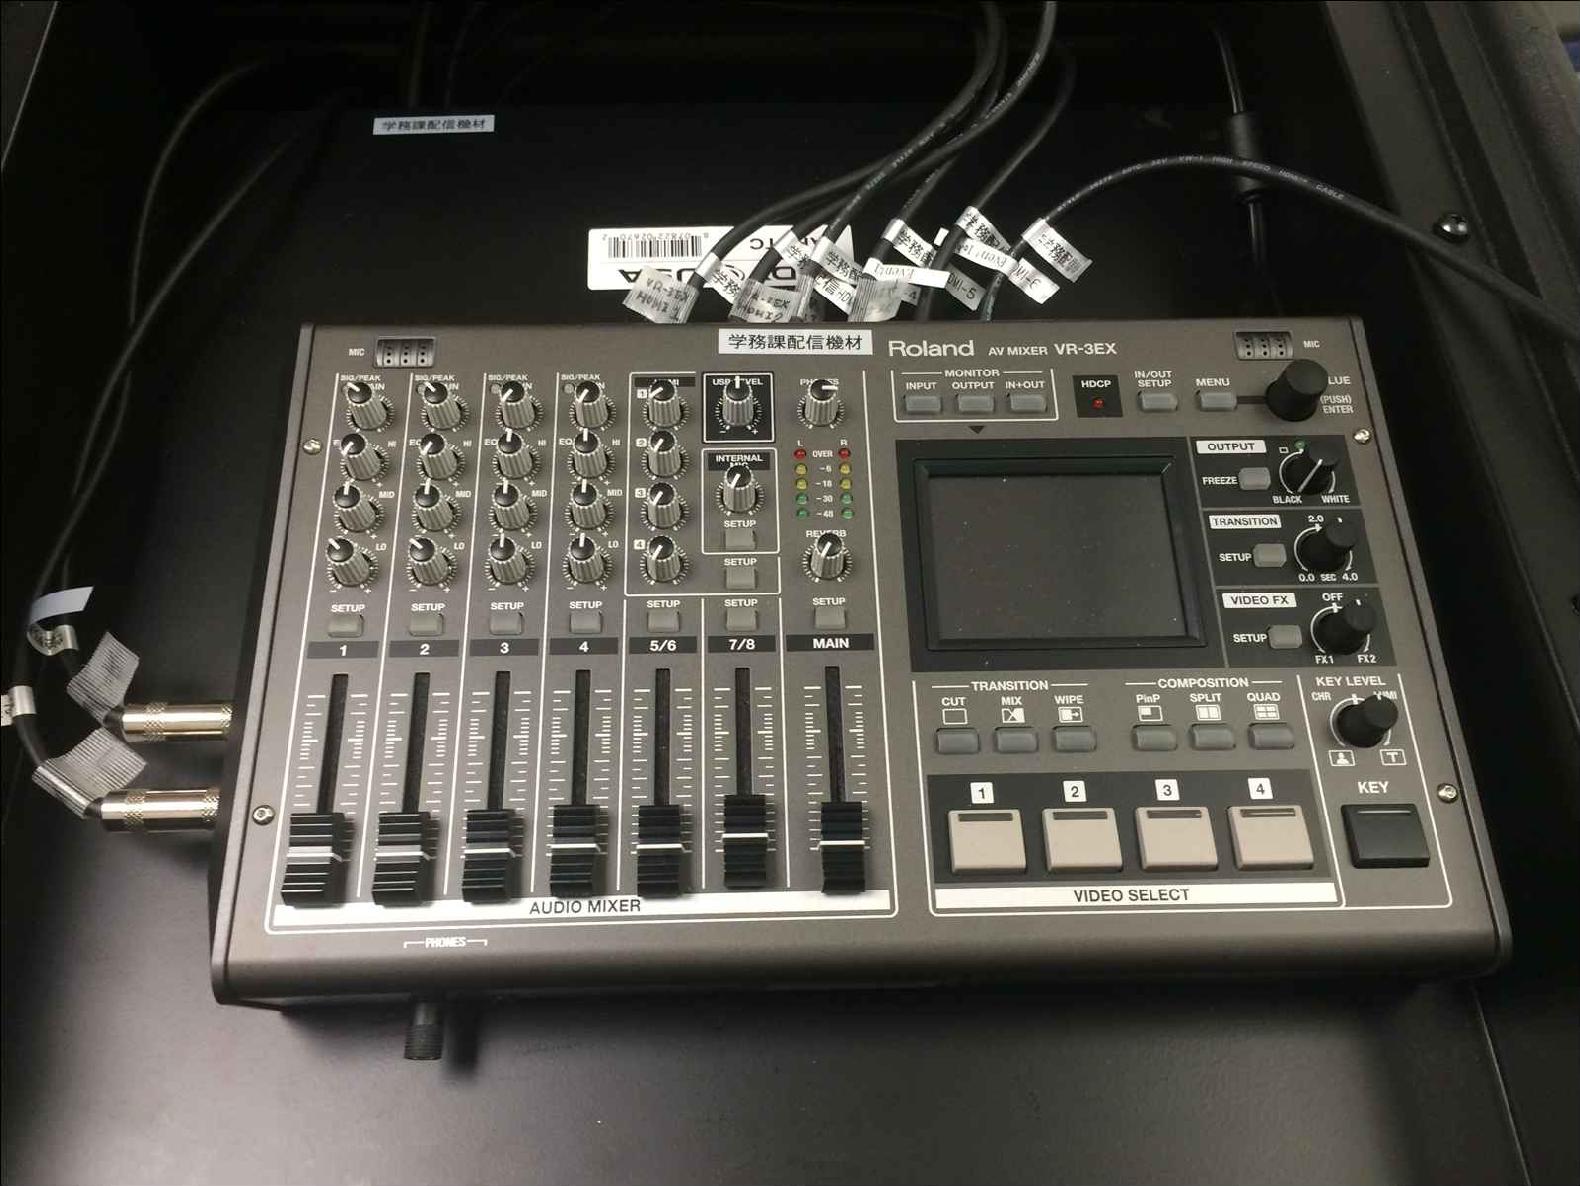 学務課配信機材
学務課配信機材
Roland AV MIXER VR-3EX
MIC
MIC
SIG/PEAK
SIG/PEAK
SIG/PEAK
SIG/PEAK
PHONES
MONITOR
INPUT
OUTPUT
IN+OUT
HDCP
IN/OUT
SETUP
MENU
(PUSH)
ENTER
1
2
3
4
HI
HI
HI
HI
MID
MID
MID
MID
LO
LO
LO
LO
INTERNAL
SETUP
SETUP
L R
OVER
-6
-18
-30
-48
REVERB
OUTPUT
FREEZE
BLACK
WHITE
TRANSITION
2.0
SETUP
0.0 SEC 4.0
VIDEO FX
OFF
SETUP
FX1 FX2
SETUP
SETUP
SETUP
SETUP
SETUP
SETUP
SETUP
1
2
3
4
5/6
7/8
MAIN
TRANSITION
CUT
MIX
WIPE
COMPOSITION
PinP
SPLIT
QUAD
KEY LEVEL
CHR
T
1
2
3
4
KEY
AUDIO MIXER
VIDEO SELECT
PHONES